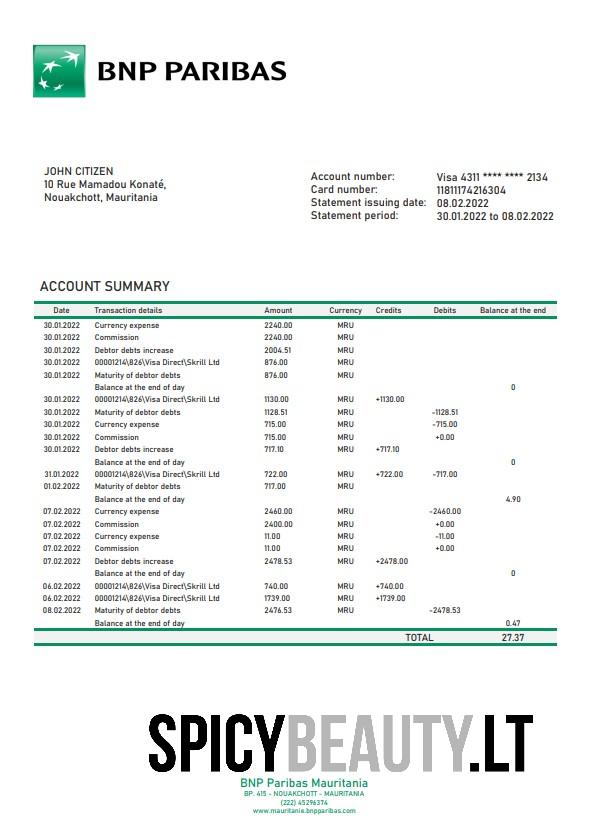 BNP PARIBAS
JOHN CITIZEN
10 Rue Mamadou Konaté,
Nouakchott, Mauritania
Account number: Visa 4311 **** **** 2134
Card number: 11811174216304
Statement issuing date: 08.02.2022
Statement period: 30.01.2022 to 08.02.2022
ACCOUNT SUMMARY
Date Transaction details Amount Currency Credits Debits Balance at the end
30.01.2022 Currency expense 2240.00 MRU
30.01.2022 Commission 2240.00 MRU
30.01.2022 Debtor debts increase 2004.51 MRU
30.01.2022 00001214\826\Visa Direct\Skrill Ltd 876.00 MRU
30.01.2022 Maturity of debtor debts 876.00 MRU
Balance at the end of day 0
30.01.2022 00001214\826\Visa Direct\Skrill Ltd 1130.00 MRU +1130.00
30.01.2022 Maturity of debtor debts 1128.51 MRU -1128.51
30.01.2022 Currency expense 715.00 MRU -715.00
30.01.2022 Commission 715.00 MRU +0.00
30.01.2022 Debtor debts increase 717.10 MRU +717.10
Balance at the end of day 0
31.01.2022 00001214\826\Visa Direct\Skrill Ltd 722.00 MRU +722.00 -717.00
01.02.2022 Maturity of debtor debts 717.00 MRU
Balance at the end of day 4.90
07.02.2022 Currency expense 2460.00 MRU -2460.00
07.02.2022 Commission 2400.00 MRU +0.00
07.02.2022 Currency expense 11.00 MRU -11.00
07.02.2022 Commission 11.00 MRU +0.00
07.02.2022 Debtor debts increase 2478.53 MRU +2478.00
Balance at the end of day 0
06.02.2022 00001214\826\Visa Direct\Skrill Ltd 740.00 MRU +740.00
06.02.2022 00001214\826\Visa Direct\Skrill Ltd 1739.00 MRU +1739.00
08.02.2022 Maturity of debtor debts 2476.53 MRU -2478.53
Balance at the end of day 0.47
TOTAL 27.37
SPICYBEAUTY.LT
BNP Paribas Mauritania
BP. 415 - NOUAKCHOTT - MAURITANIA
(222) 45296374
www.mauritanie.bnpparibas.com